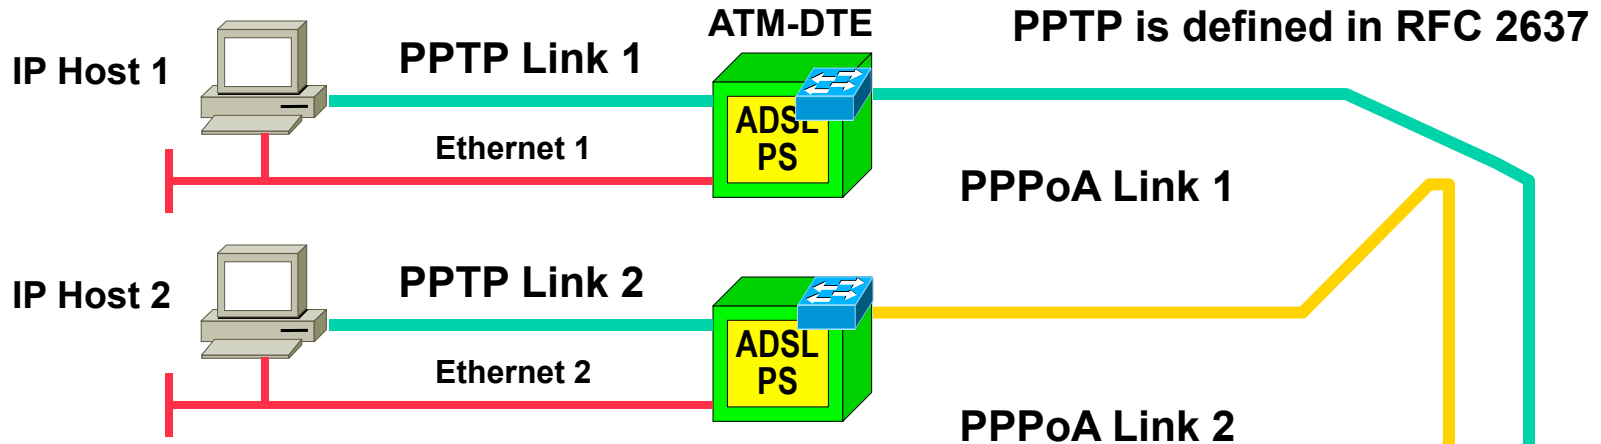 ATM-DTE
PPTP is defined in RFC 2637
IP Host 1
PPTP Link 1
ADSL
PS
Ethernet 1
PPPoA Link 1
IP Host 2
PPTP Link 2
ADSL
PS
Ethernet 2
PPPoA Link 2